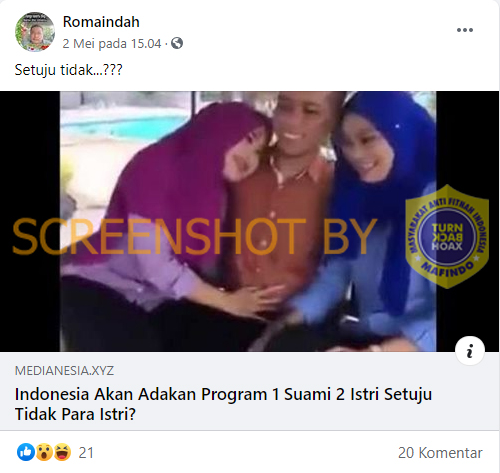 Romaindah
2 Mei pada 15.04 ·
Setuju tidak...???
SCREENSHOT BY
MASYARAKAT ANTI FITNAH INDONESIA
TURN
BACK
HOAX
MAFINDO
MEDIANESIA.XYZ
Indonesia Akan Adakan Program 1 Suami 2 Istri Setuju
Tidak Para Istri?
21
20 Komentar